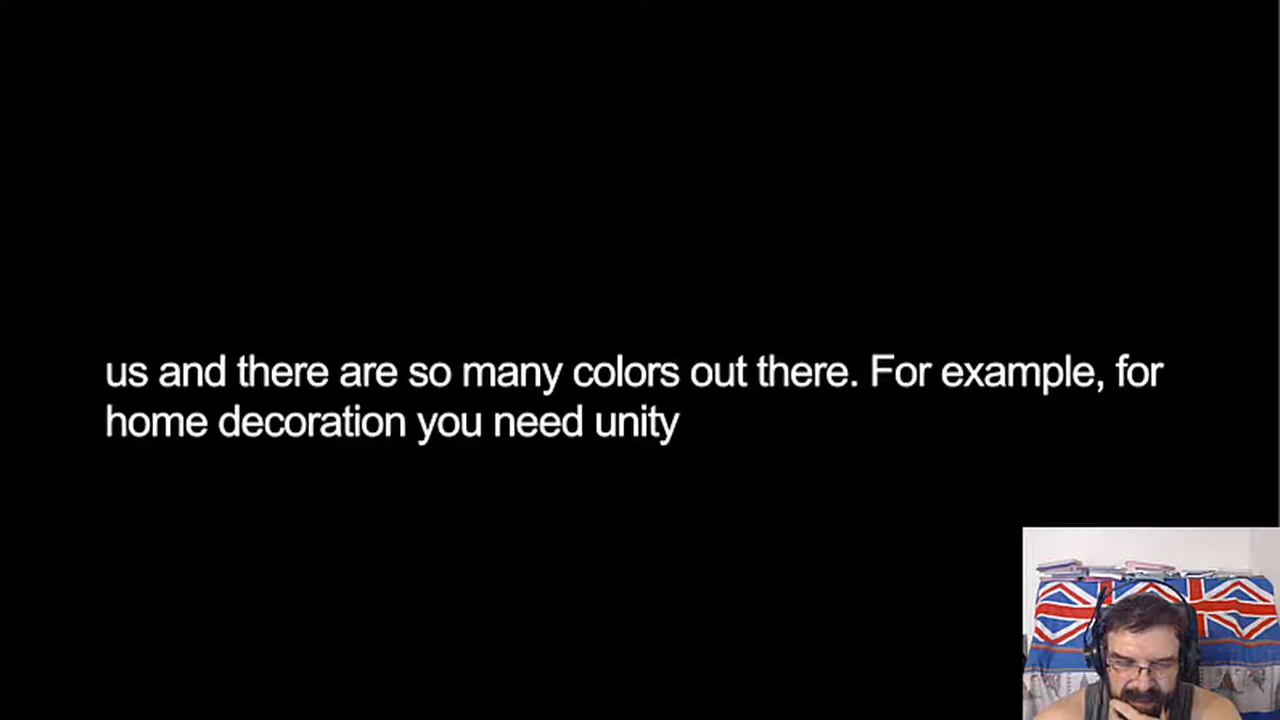 us and there are so many colors out there. For example, for
home decoration you need unity